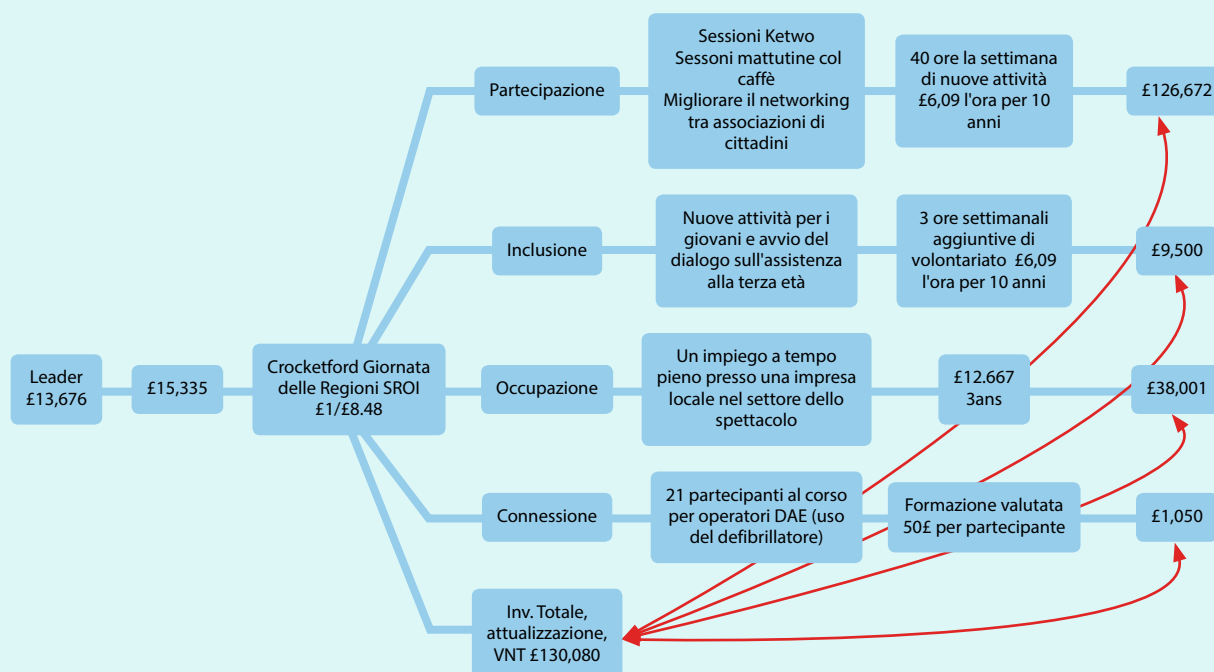 Leader
£13,676
£15,335
Crocketford Giornata
delle Regioni SROI
£1/£8.48
Partecipazione
Sessioni Ketwo
Sessoni mattutine col
caffè
Migliorare il networking
tra associazioni di
cittadini
40 ore la settimana
di nuove attività
£6,09 l'ora per 10
anni
£126,672
Inclusione
Nuove attività per i
giovani e avvio del
dialogo sull'assistenza
alla terza età
3 ore settimanali
aggiuntive di
volontariato £6,09
l'ora per 10 anni
£9,500
Occupazione
Un impiego a tempo
pieno presso una impresa
locale nel settore dello
spettacolo
£12.667
3ans
£38,001
Connessione
21 partecipanti al corso
per operatori DAE (uso
del defibrillatore)
Formazione valutata
50£ per partecipante
£1,050
Inv. Totale,
attualizzazione,
VNT £130,080